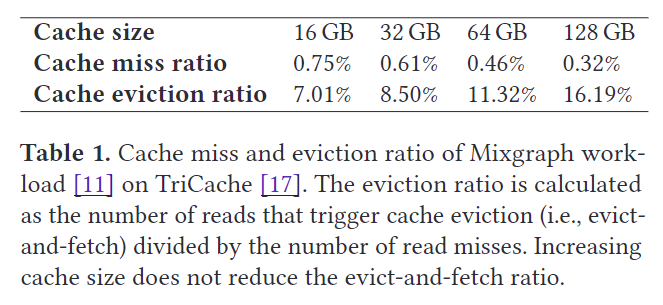 Cache size 16 GB 32 GB 64 GB 128 GB
Cache miss ratio 0.75% 0.61% 0.46% 0.32%
Cache eviction ratio 7.01% 8.50% 11.32% 16.19%
Table 1. Cache miss and eviction ratio of Mixgraph work-
load [11] on TriCache [17]. The eviction ratio is calculated
as the number of reads that trigger cache eviction (i.e., evict-
and-fetch) divided by the number of read misses. Increasing
cache size does not reduce the evict-and-fetch ratio.